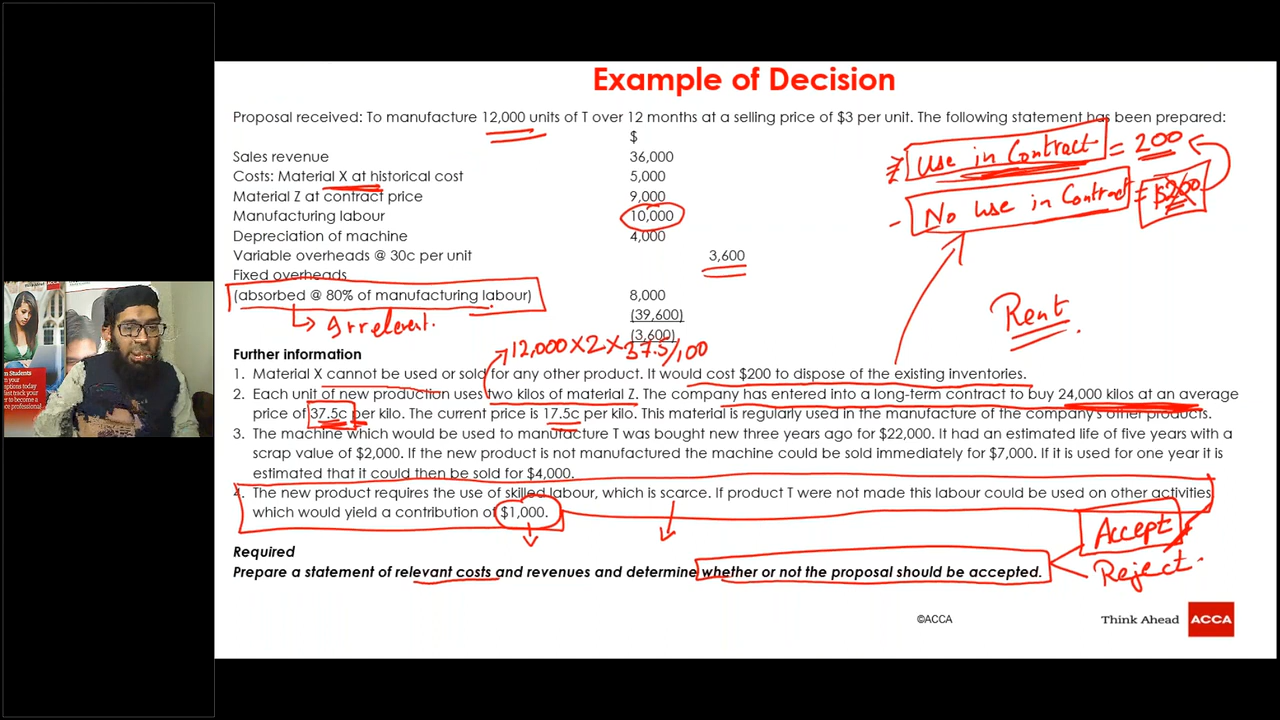 Example of Decision
Proposal received: To manufacture 12,000 units of T over 12 months at a selling price of $3 per unit. The following statement has been prepared:
$
Sales revenue 36,000
Costs: Material X at historical cost 5,000
Material Z at contract price 9,000
Manufacturing labour 10,000
Depreciation of machine 4,000
Variable overheads @ 30c per unit 3,600
Fixed overheads
(absorbed @ 80% of manufacturing labour) 8,000
(39,600)
(3,600)
Use in Contract = 200
- No use in Contract = $200
Rent
→ Irrelevent.
12,000 X 2 X 37.5/100
Further information
1. Material X cannot be used or sold for any other product. It would cost $200 to dispose of the existing inventories.
2. Each unit of new production uses two kilos of material Z. The company has entered into a long-term contract to buy 24,000 kilos at an average
price of 37.5c per kilo. The current price is 17.5c per kilo. This material is regularly used in the manufacture of the company's other products.
3. The machine which would be used to manufacture T was bought new three years ago for $22,000. It had an estimated life of five years with a
scrap value of $2,000. If the new product is not manufactured the machine could be sold immediately for $7,000. If it is used for one year it is
estimated that it could then be sold for $4,000.
4. The new product requires the use of skilled labour, which is scarce. If product T were not made this labour could be used on other activities
which would yield a contribution of $1,000.
Accept
Reject
Required
Prepare a statement of relevant costs and revenues and determine whether or not the proposal should be accepted.
©ACCA
Think Ahead
ACCA